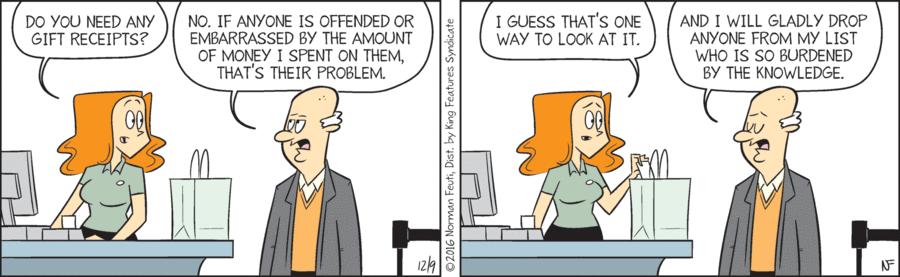 DO YOU NEED ANY
GIFT RECEIPTS?
NO. IF ANYONE IS OFFENDED OR
EMBARRASSED BY THE AMOUNT
OF MONEY I SPENT ON THEM,
THAT'S THEIR PROBLEM.
12/9
©2016 Norman Feuti, Dist. by King Features Syndicate
I GUESS THAT'S ONE
WAY TO LOOK AT IT.
AND I WILL GLADLY DROP
ANYONE FROM MY LIST
WHO IS SO BURDENED
BY THE KNOWLEDGE.
NF